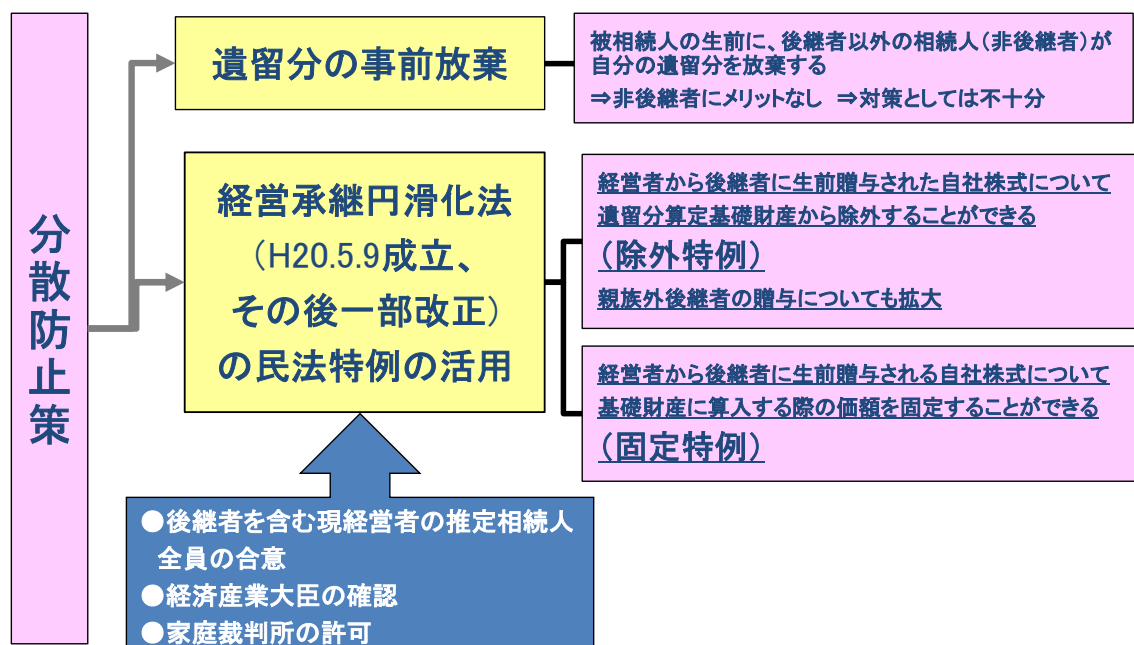 分散防止策
遺留分の事前放棄
被相続人の生前に、後継者以外の相続人（非後継者）が
自分の遺留分を放棄する
⇒非後継者にメリットなし　⇒対策としては不十分
経営承継円滑化法
（H20.5.9成立、
その後一部改正）
の民法特例の活用
経営者から後継者に生前贈与された自社株式について
遺留分算定基礎財産から除外することができる
（除外特例）
親族外後継者の贈与についても拡大
経営者から後継者に生前贈与される自社株式について
基礎財産に算入する際の価額を固定することができる
（固定特例）
●後継者を含む現経営者の推定相続人
全員の合意
●経済産業大臣の確認
●家庭裁判所の許可